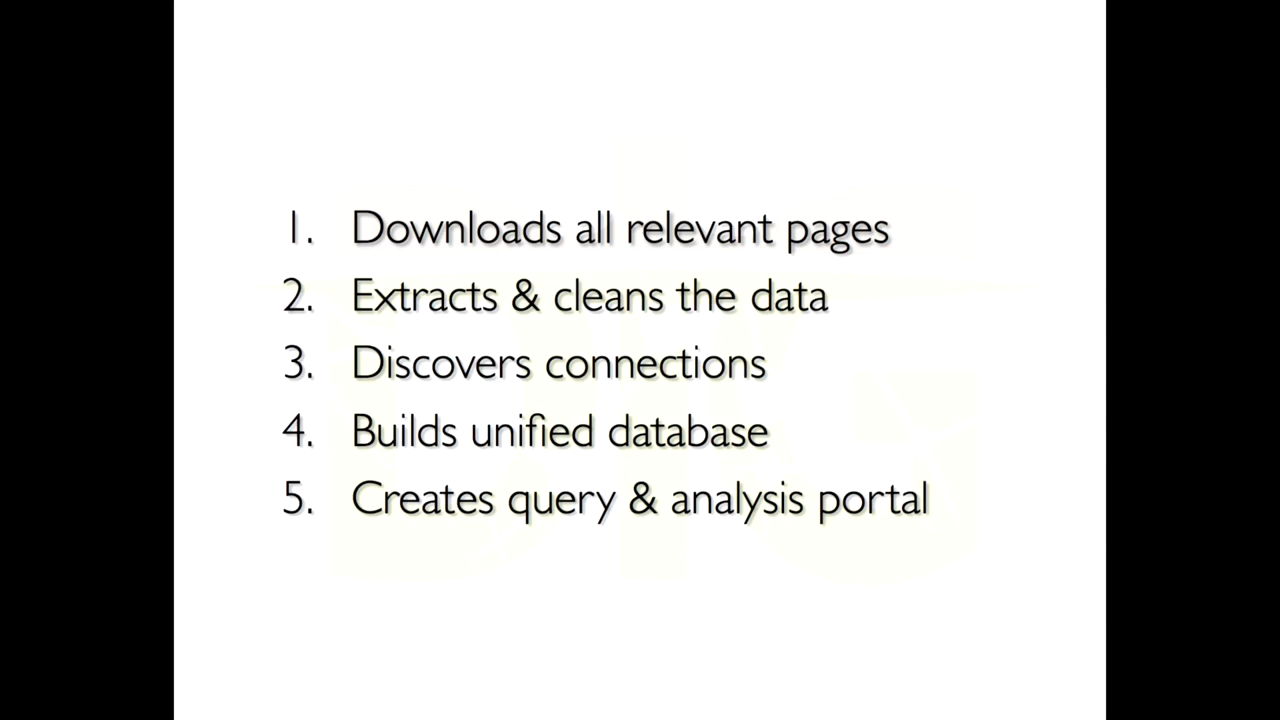 1. Downloads all relevant pages
2. Extracts & cleans the data
3. Discovers connections
4. Builds unified database
5. Creates query & analysis portal